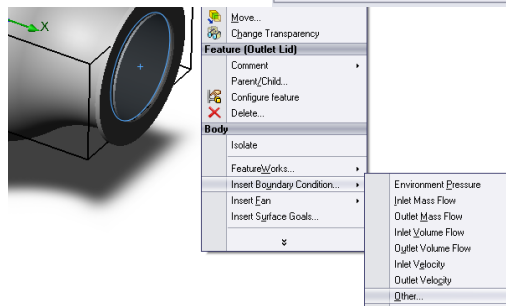 X
Move...
Change Transparency
Feature (Outlet Lid)
Comment
Parent/Child...
Configure feature
Delete...
Body
Isolate
FeatureWorks...
Insert Boundary Condition...
Insert Fan
Insert Surface Goals...
Environment Pressure
Inlet Mass Flow
Outlet Mass Flow
Inlet Volume Flow
Outlet Volume Flow
Inlet Velocity
Outlet Velocity
Other...